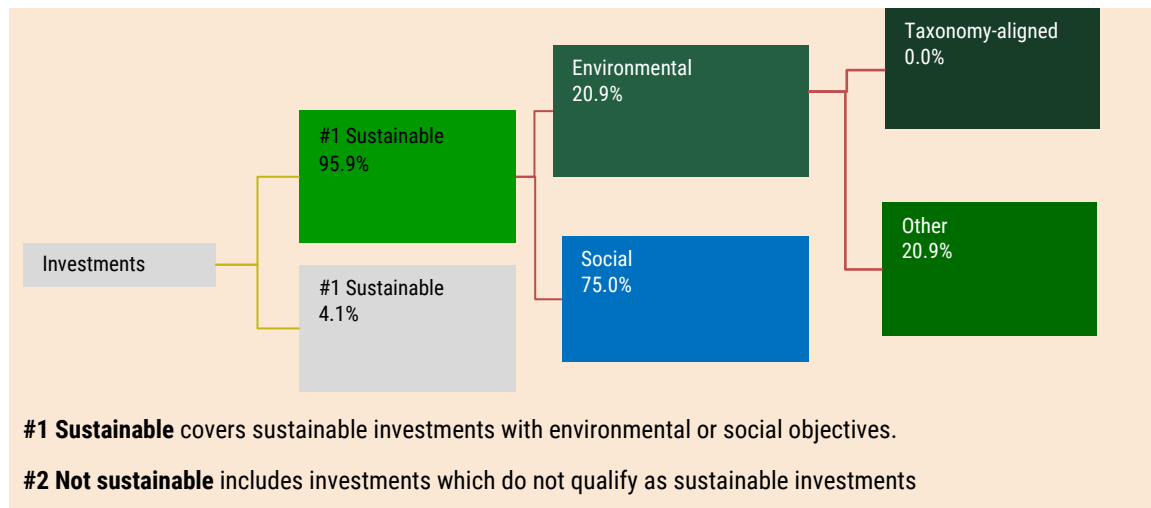 Investments
#1 Sustainable
95.9%
#1 Sustainable
4.1%
Environmental
20.9%
Social
75.0%
Taxonomy-aligned
0.0%
Other
20.9%
#1 Sustainable covers sustainable investments with environmental or social objectives.
#2 Not sustainable includes investments which do not qualify as sustainable investments